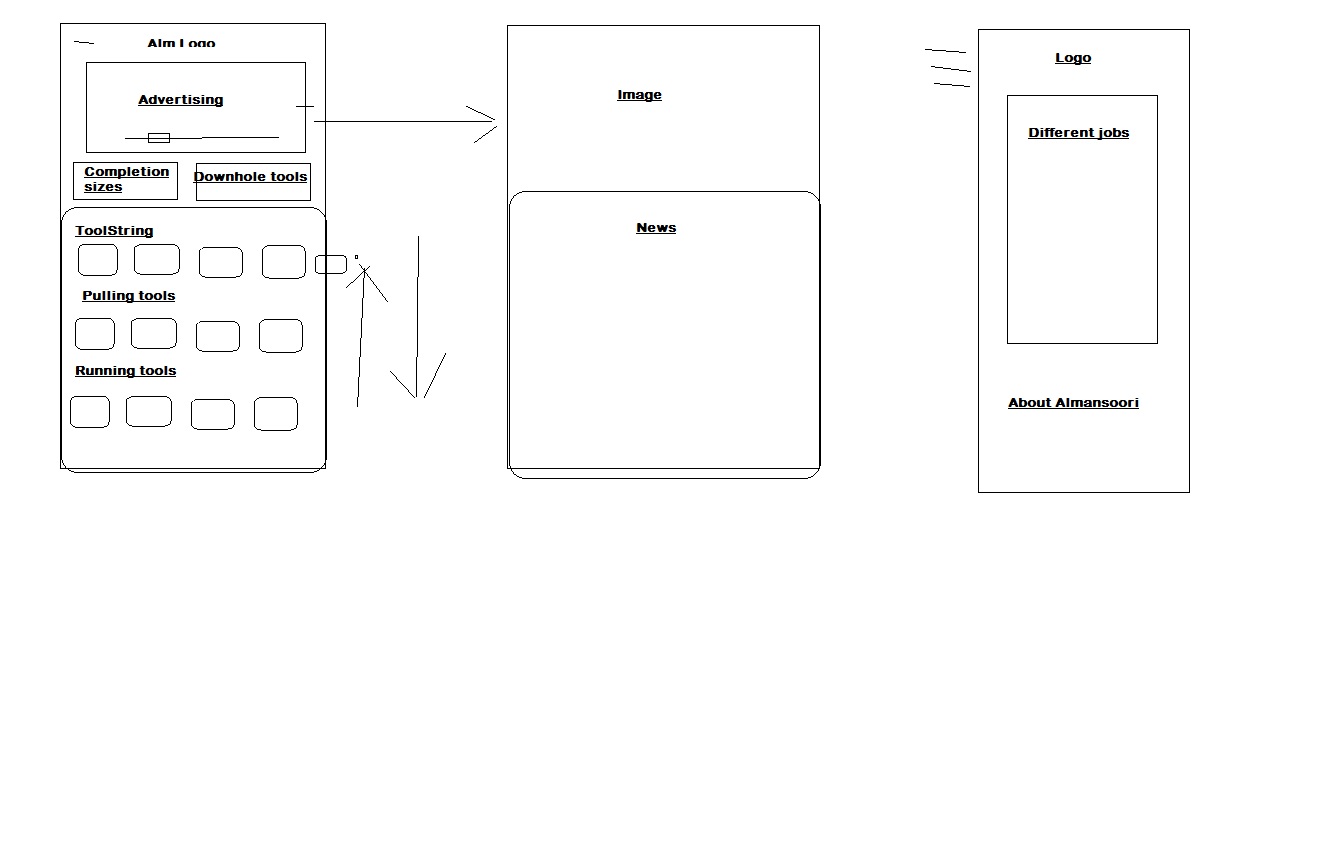 Alm Logo
Advertising
Completion
sizes
Downhole tools
ToolString
Pulling tools
Running tools
Image
News
Logo
Different jobs
About Almansoori